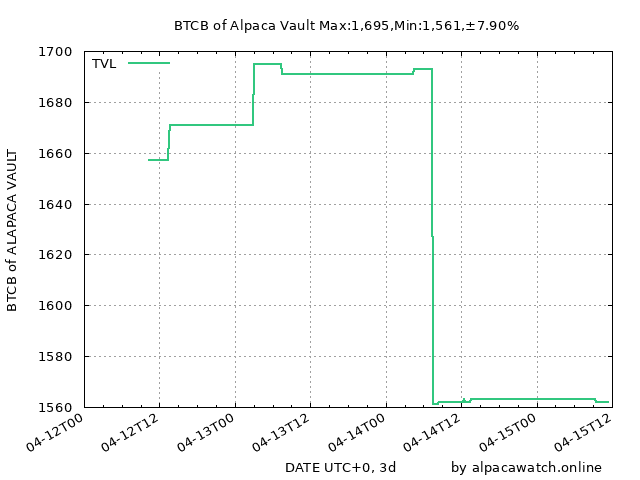 BTCB of Alpaca Vault Max:1,695,Min:1,561,±7.90%
TVL
1700
1680
1660
1640
1620
1600
1580
1560
BTCB of ALAPACA VAULT
04-12T00
04-12T12
04-13T00
04-13T12
04-14T00
04-14T12
04-15T00
04-15T12
DATE UTC+0, 3d
by alpacawatch.online